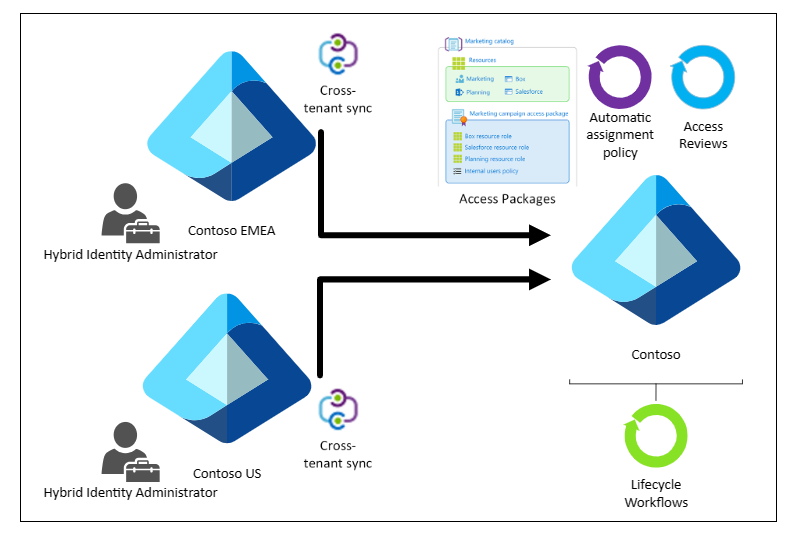 Cross-
tenant sync
Contoso EMEA
Hybrid Identity Administrator
Marketing catalog
Resources
Marketing
Box
Planning
Salesforce
Marketing campaign access package
Box resource role
Salesforce resource role
Planning resource role
Internal users policy
Access Packages
Automatic
assignment
policy
Access
Reviews
Contoso
Contoso US
Hybrid Identity Administrator
Cross-
tenant sync
Lifecycle
Workflows